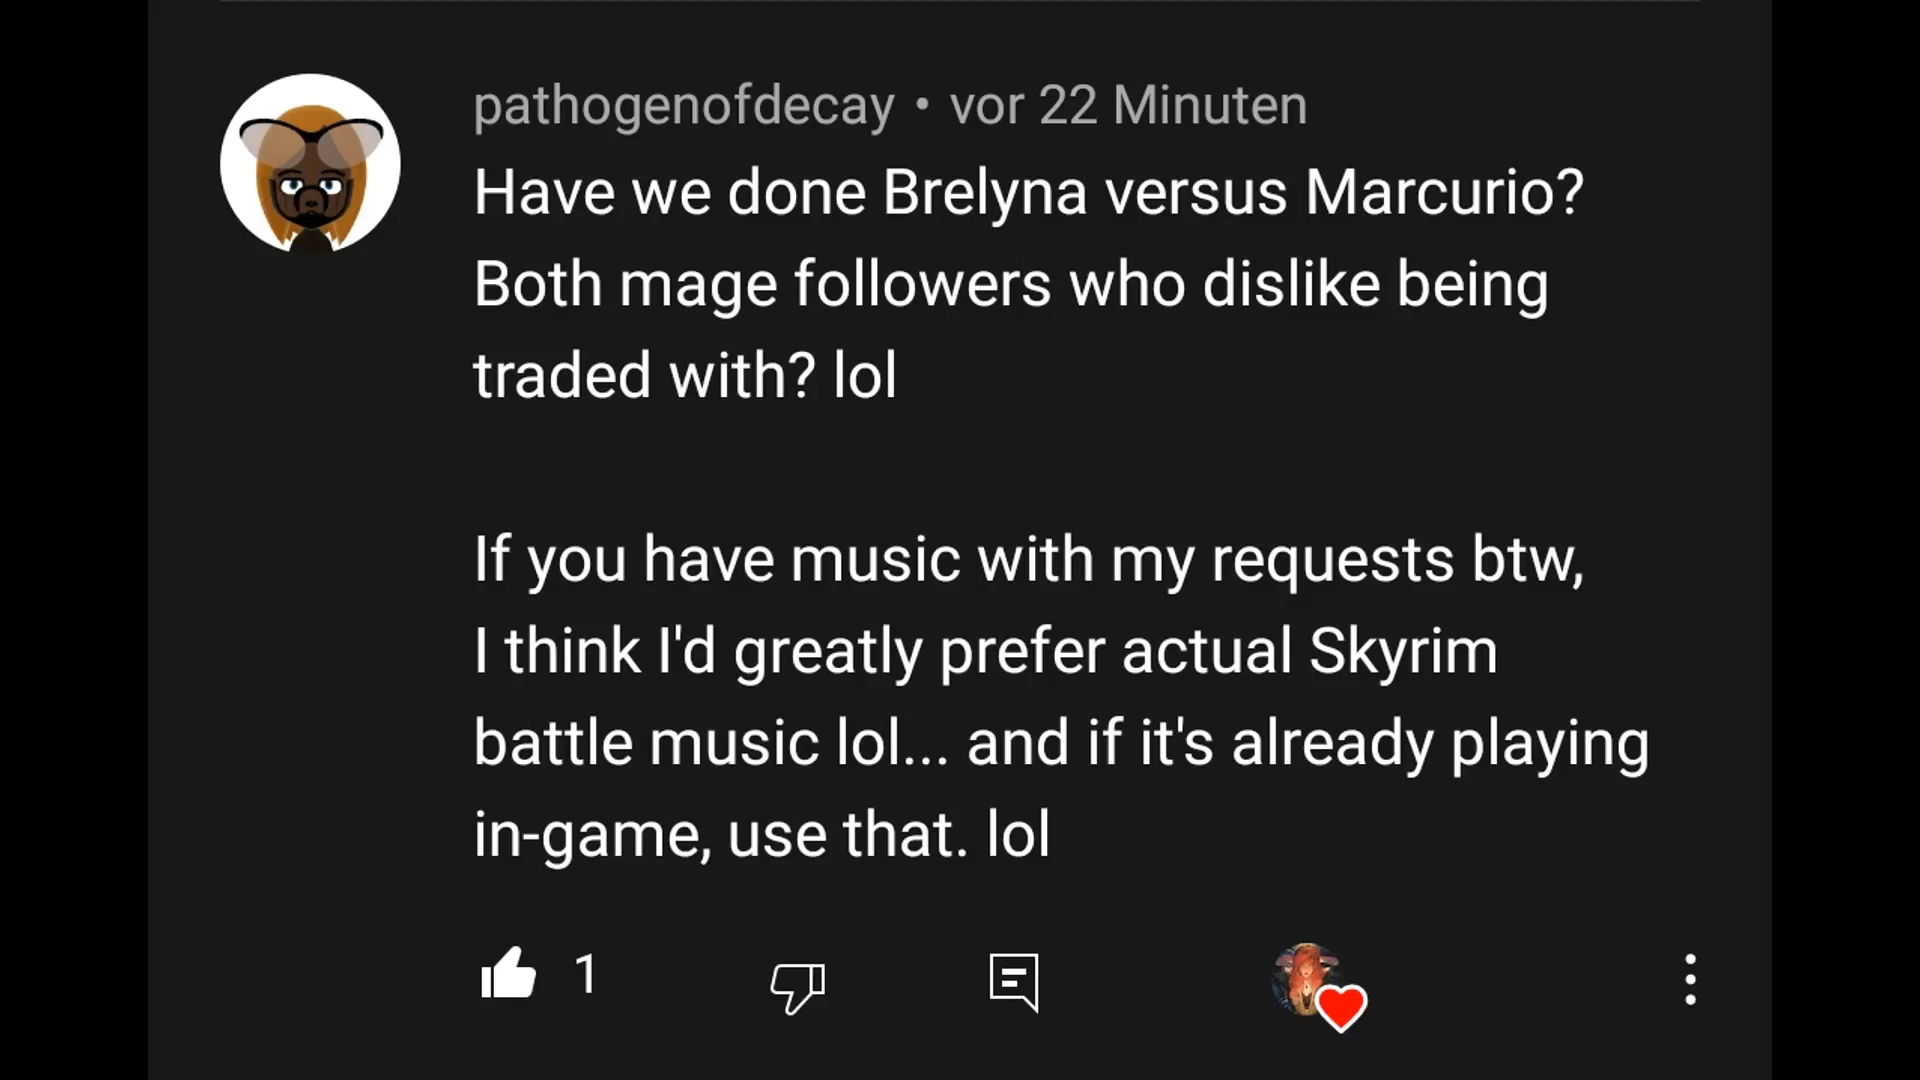 pathogenofdecay • vor 22 Minuten
Have we done Brelyna versus Marcurio?
Both mage followers who dislike being
traded with? lol
If you have music with my requests btw,
I think I'd greatly prefer actual Skyrim
battle music lol... and if it's already playing
in-game, use that. lol
1